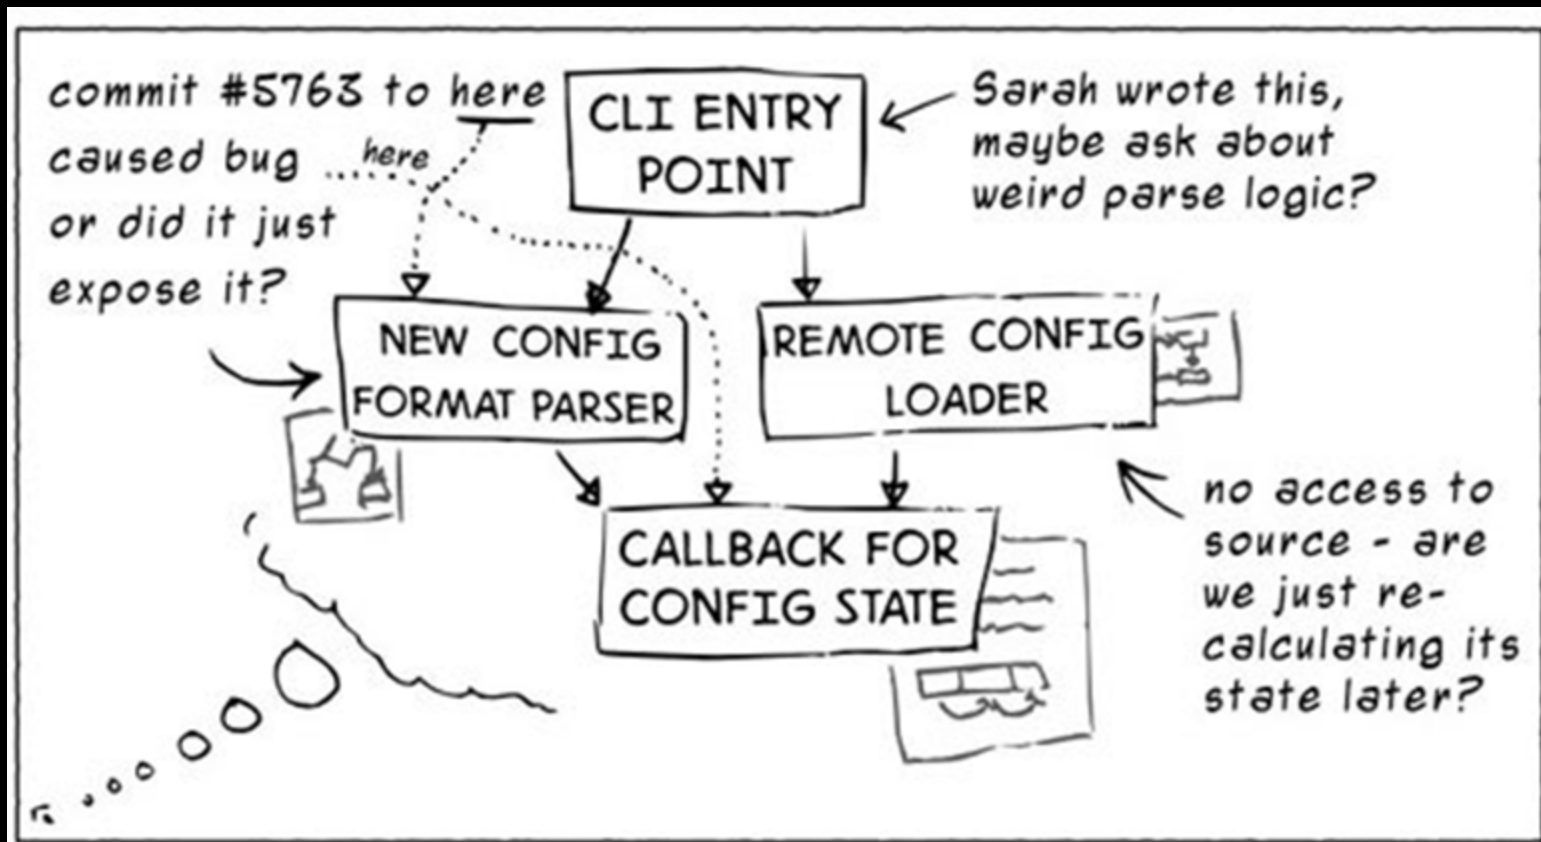 commit #5763 to here
caused bug
here
or did it just
expose it?
CLI ENTRY
POINT
Sarah wrote this,
maybe ask about
weird parse logic?
NEW CONFIG
FORMAT PARSER
REMOTE CONFIG
LOADER
CALLBACK FOR
CONFIG STATE
no access to
source - are
we just re-
calculating its
state later?